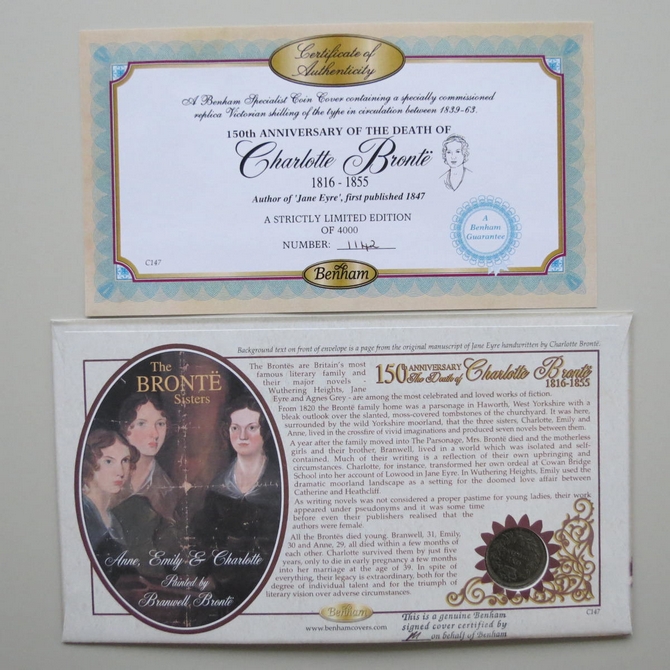 Certificate of
Authenticity
A Benham Specialist Coin Cover containing a specially commissioned
replica Victorian shilling of the type in circulation between 1839-63.
150th ANNIVERSARY OF THE DEATH OF
Charlotte Brontë
1816 - 1855
Author of 'Jane Eyre', first published 1847
A STRICTLY LIMITED EDITION
OF 4000
NUMBER: 1142
A
Benham
Guarantee
C147
Benham
Background text on front of envelope is a page from the original manuscript of Jane Eyre handwritten by Charlotte Brontë.
The
BRONTË
Sisters
Anne, Emily & Charlotte
Painted by
Branwell Brontë
150th ANNIVERSARY
The Death of Charlotte Brontë
1816-1855
The Brontës are Britain's most
famous literary family and
their major novels -
Wuthering Heights, Jane
Eyre and Agnes Grey - are among the most celebrated and loved works of fiction.
From 1820 the Brontë family home was a parsonage in Haworth, West Yorkshire with a
bleak outlook over the slanted, moss-covered tombstones of the churchyard. It was here,
surrounded by the wild Yorkshire moorland, that the three sisters, Charlotte, Emily and
Anne, lived in the crossfire of vivid imaginations and produced seven novels between them.
A year after the family moved into The Parsonage, Mrs. Brontë died and the motherless
girls and their brother, Branwell, lived in a world which was isolated and self-
contained. Much of their writing is a reflection of their own upbringing and
circumstances. Charlotte, for instance, transformed her own ordeal at Cowan Bridge
School into her account of Lowood in Jane Eyre. In Wuthering Heights, Emily used the
dramatic moorland landscape as a setting for the doomed love affair between
Catherine and Heathcliff.
As writing novels was not considered a proper pastime for young ladies, their work
appeared under pseudonyms and it was some time
before even their publishers realised that the
authors were female.
All the Brontës died young. Branwell, 31, Emily,
30 and Anne, 29, all died within a few months of
each other. Charlotte survived them by just five
years, only to die in early pregnancy a few months
into her marriage at the age of 39. In spite of
everything, their legacy is extraordinary, both for the
degree of individual talent and for the triumph of
literary vision over adverse circumstances.
Benham
www.benhamcovers.com
This is a genuine Benham
signed cover certified by
on behalf of Benham
C147